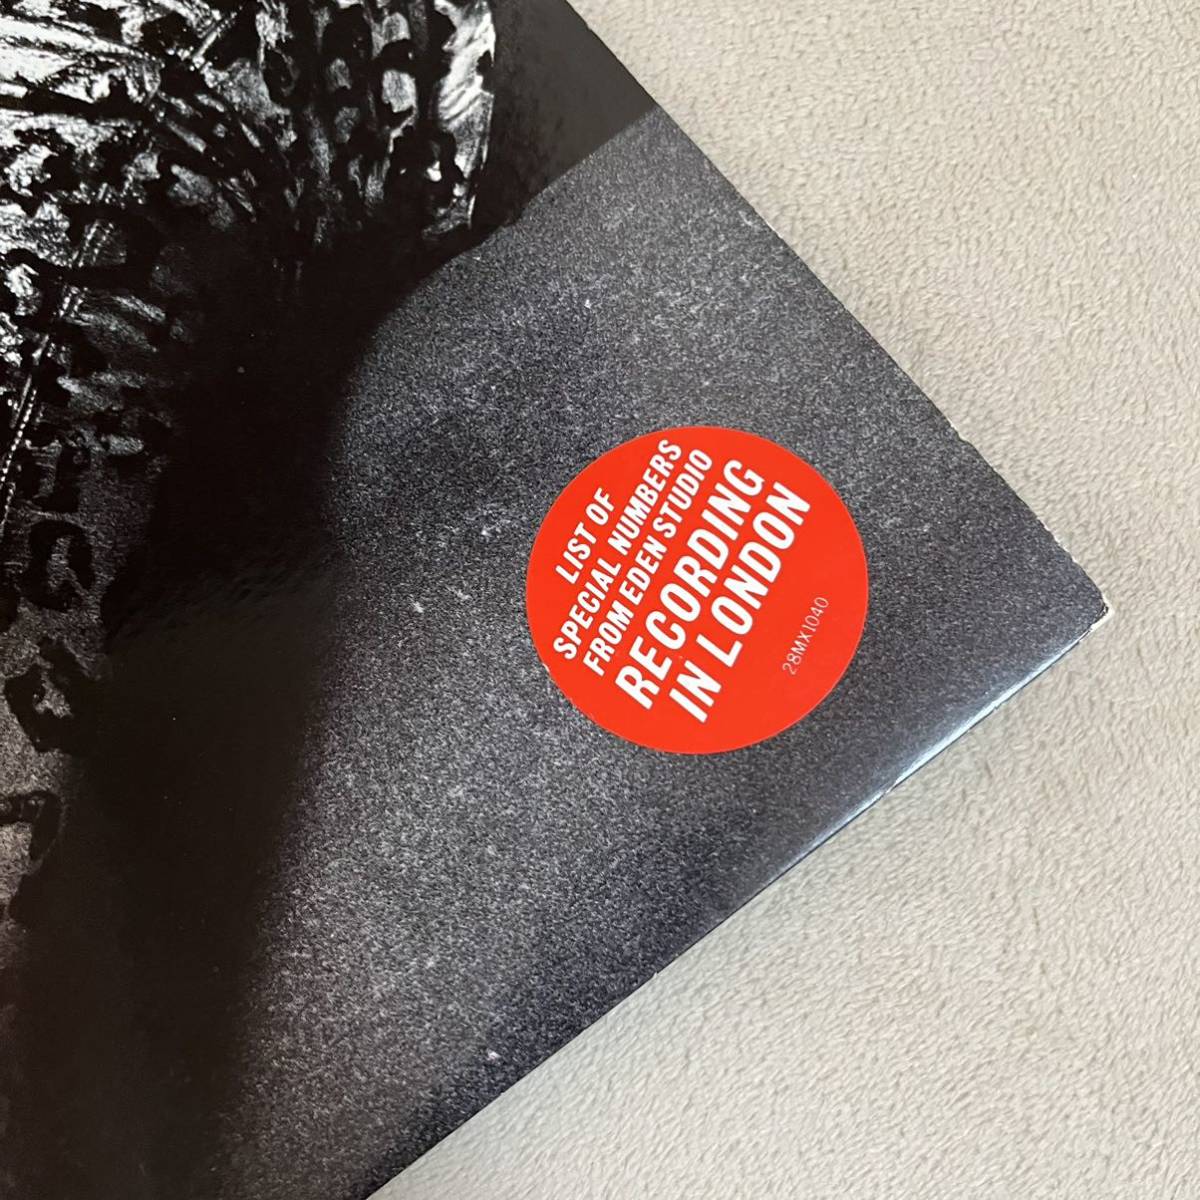 LIST OF
SPECIAL NUMBERS
FROM EDEN STUDIO
RECORDING
IN LONDON
28MX1040